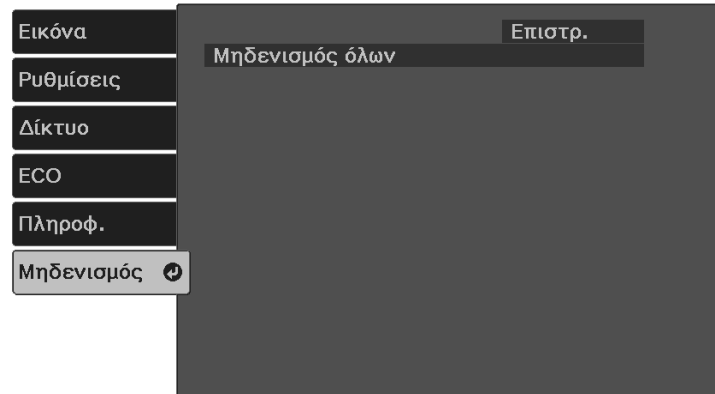 Εικόνα
Ρυθμίσεις
Δίκτυο
ECO
Πληροφ.
Μηδενισμός
Επιστρ.
Μηδενισμός όλων